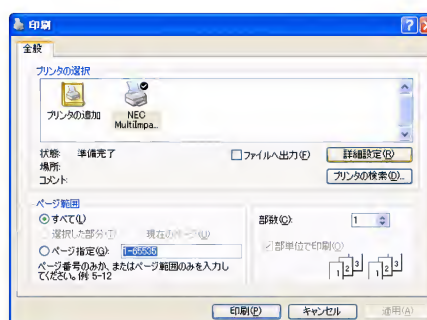 印刷
全般
プリンタの選択
プリンタの追加
NEC
MultiImpa...
状態: 準備完了
場所:
コメント:
ファイルへ出力(F)
詳細設定(R)
プリンタの検索(D)...
ページ範囲
すべて(L)
選択した部分(T)
現在のページ(U)
ページ指定(G):
1-65535
ページ番号のみか、またはページ範囲のみを入力し
てください。例: 5-12
部数(C):
1
部単位で印刷(O)
1 2 3
1 2 3
印刷(P)
キャンセル
適用(A)